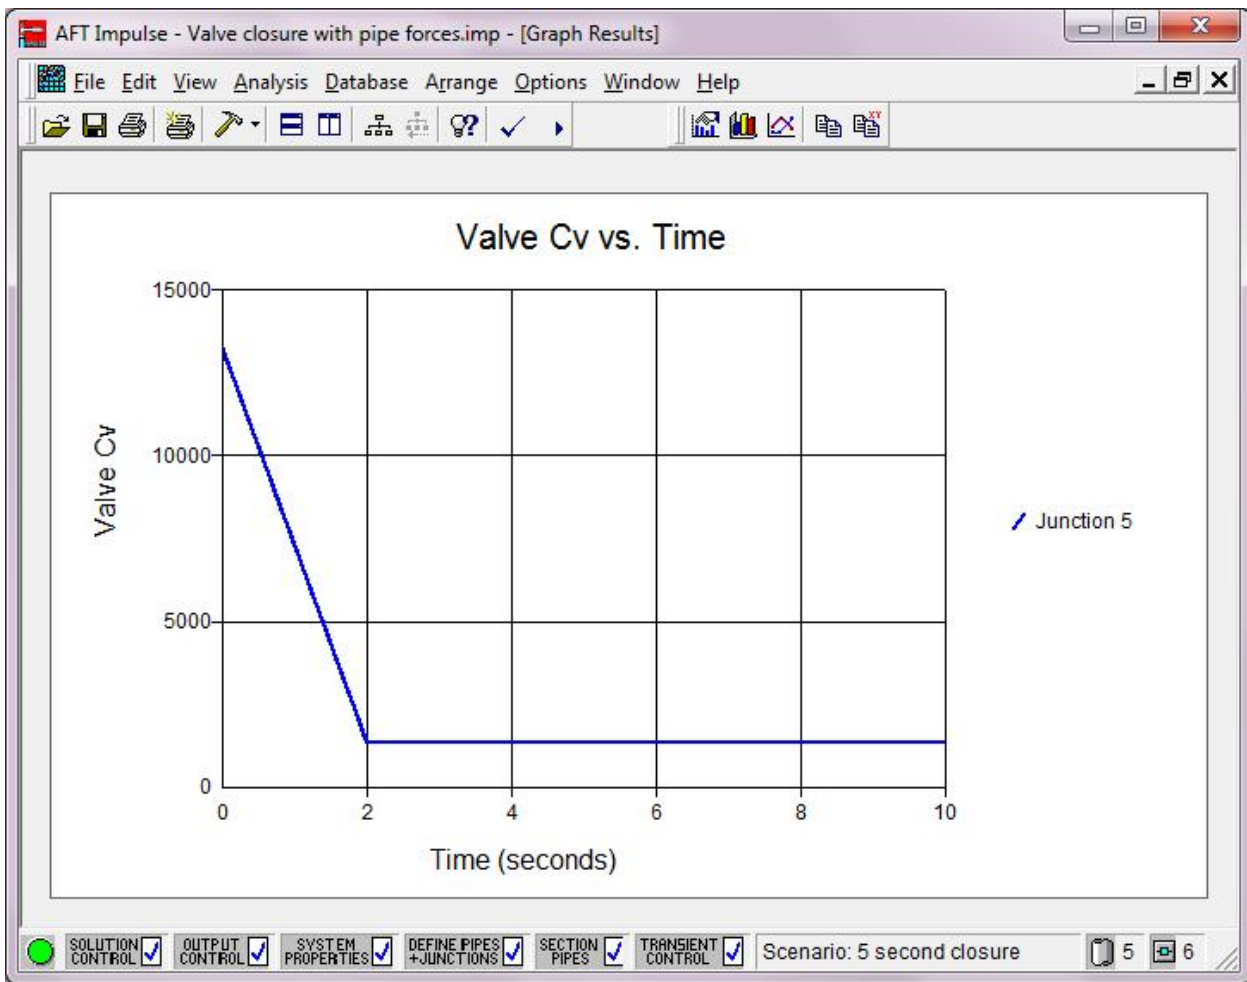 AFT Impulse - Valve closure with pipe forces.imp - [Graph Results]
File Edit View Analysis Database Arrange Options Window Help
XY
Valve Cv vs. Time
15000
10000
5000
0
Valve Cv
0 2 4 6 8 10
Time (seconds)
Junction 5
SOLUTION CONTROL
OUTPUT CONTROL
SYSTEM PROPERTIES
DEFINE PIPES +JUNCTIONS
SECTION PIPES
TRANSIENT CONTROL
Scenario: 5 second closure
5
6